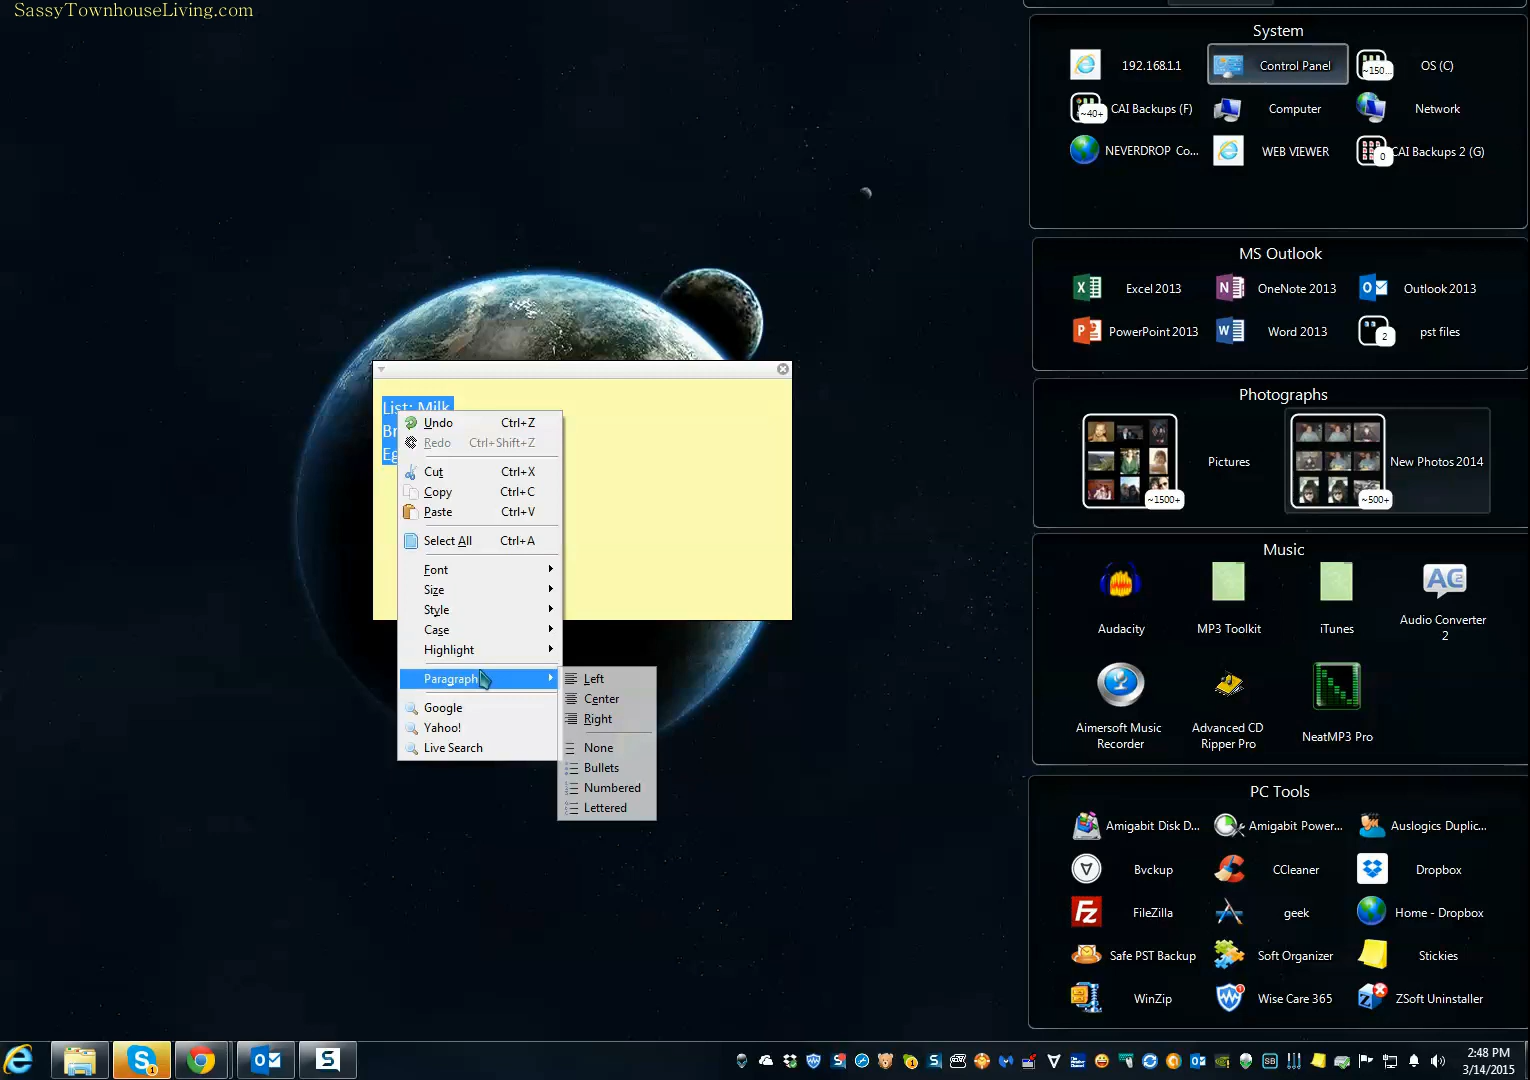 SassyTownhouseLiving.com
System
192.168.1.1
Control Panel
~150...
OS (C)
~40+
CAI Backups (F)
Computer
Network
NEVERDROP Co...
WEB VIEWER
0
CAI Backups 2 (G)
MS Outlook
Excel 2013
OneNote 2013
Outlook 2013
PowerPoint 2013
Word 2013
2
pst files
Photographs
Pictures
~1500+
New Photos 2014
~500+
Music
Audacity
MP3 Toolkit
iTunes
Audio Converter
2
Aimersoft Music
Recorder
Advanced CD
Ripper Pro
NeatMP3 Pro
PC Tools
Amigabit Disk D...
Amigabit Power...
Auslogics Duplic...
Bvckup
CCleaner
Dropbox
FileZilla
geek
Home - Dropbox
Safe PST Backup
Soft Organizer
Stickies
WinZip
Wise Care 365
ZSoft Uninstaller
List: Milk
Br
Eg
Undo Ctrl+Z
Redo Ctrl+Shift+Z
Cut Ctrl+X
Copy Ctrl+C
Paste Ctrl+V
Select All Ctrl+A
Font
Size
Style
Case
Highlight
Paragraph
Google
Yahoo!
Live Search
Left
Center
Right
None
Bullets
Numbered
Lettered
2:48 PM
3/14/2015